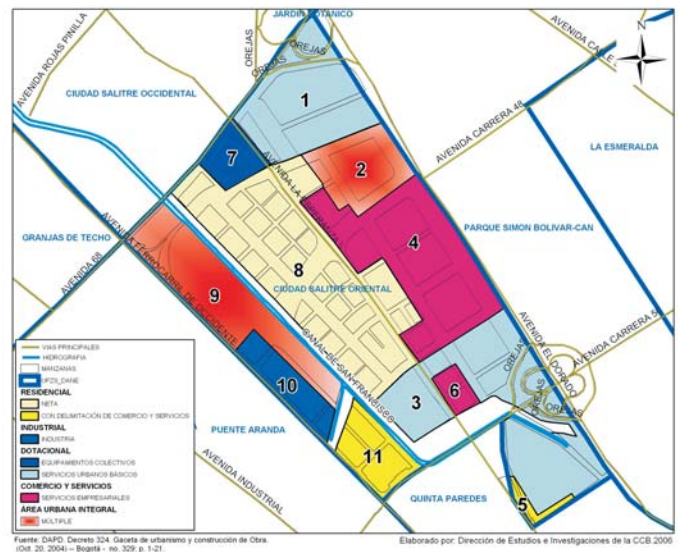 JARDIN BOTANICO
N
AVENIDA ROJAS PINILLA
OREJAS
OREJAS
OREJAS
AVENIDA CALLE
CIUDAD SALITRE OCCIDENTAL
1
AVENIDA CARRERA 48
LA ESMERALDA
7
2
AVENIDA LA ESPERANZA
PARQUE SIMON BOLIVAR-CAN
GRANJAS DE TECHO
4
AVENIDA 68
AVENIDA FERROCARRIL DE OCCIDENTE
8
9
CIUDAD SALITRE ORIENTAL
CANAL DE SAN FRANCISCO
AVENIDA EL DORADO
AVENIDA CARRERA 5
OREJAS
OREJAS
OREJAS
10
3
6
PUENTE ARANDA
11
AVENIDA INDUSTRIAL
QUINTA PAREDES
5
VIAS PRINCIPALES
HIDROGRAFIA
MANZANAS
UPZS_DANE
RESIDENCIAL
NETA
CON DELIMITACIÓN DE COMERCIO Y SERVICIOS
INDUSTRIAL
INDUSTRIA
DOTACIONAL
EQUIPAMIENTOS COLECTIVOS
SERVICIOS URBANOS BÁSICOS
COMERCIO Y SERVICIOS
SERVICIOS EMPRESARIALES
ÁREA URBANA INTEGRAL
MÚLTIPLE
Fuente: DAPD. Decreto 324. Gaceta de urbanismo y construcción de Obra.
(Oct. 20, 2004) -- Bogotá - no. 329; p. 1-21.
Elaborado por: Dirección de Estudios e Investigaciones de la CCB.2006